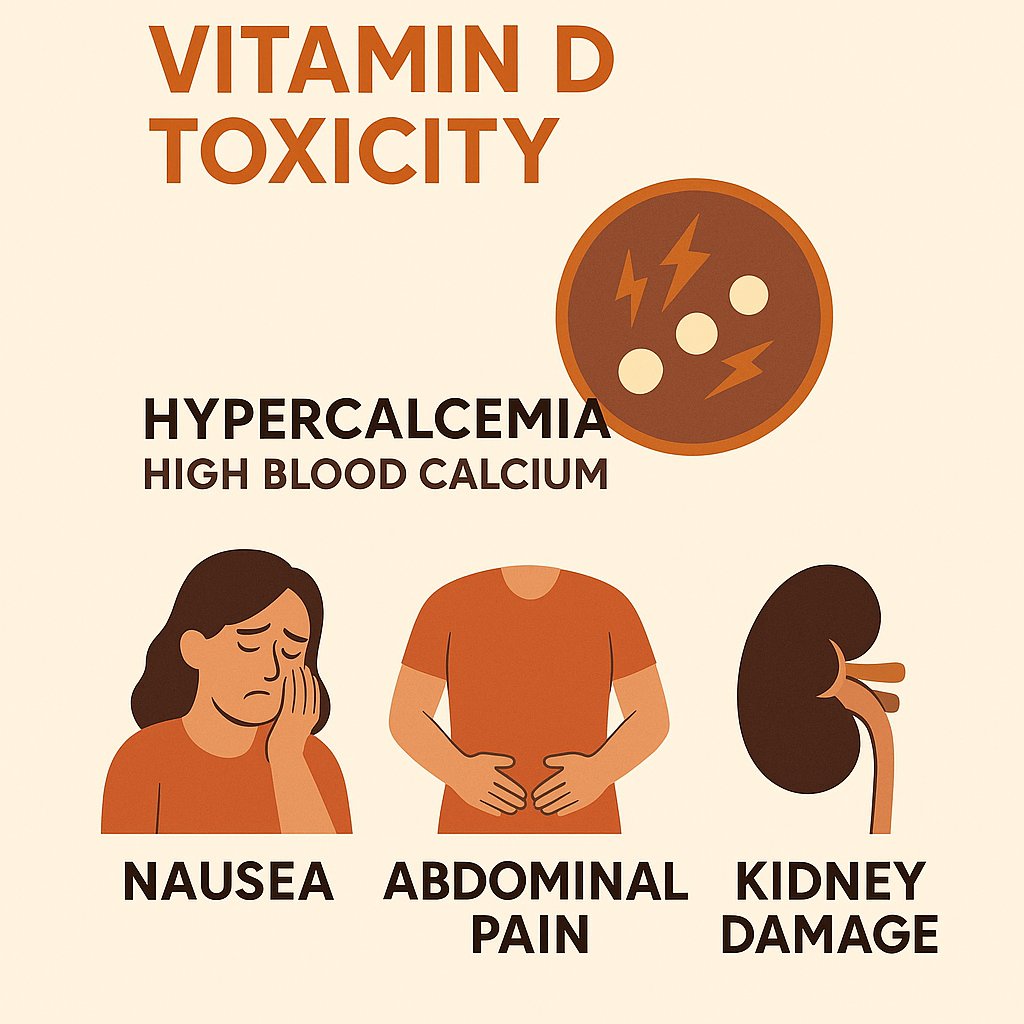 VITAMIN D
TOXICITY
HYPERCALCEMIA
HIGH BLOOD CALCIUM
NAUSEA
ABDOMINAL
PAIN
KIDNEY
DAMAGE